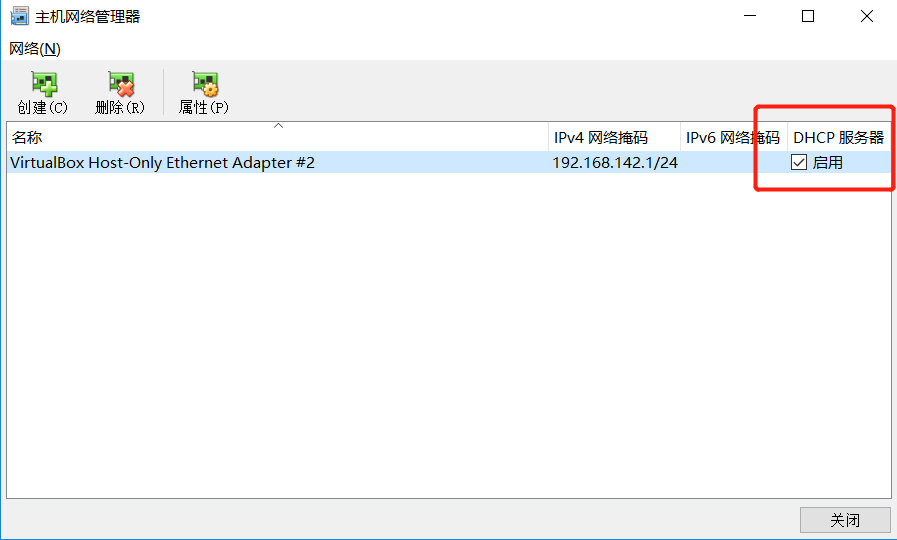 主机网络管理器
网络(N)
创建(C) 删除(R) 属性(P)
名称 IPv4 网络掩码 IPv6 网络掩码 DHCP 服务器
VirtualBox Host-Only Ethernet Adapter #2 192.168.142.1/24 启用
关闭